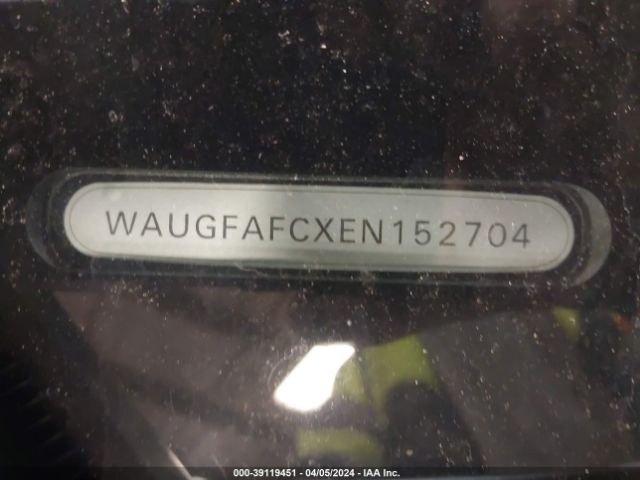 WAUGFAFCXEN152704
000-39119451 - 04/05/2024 - IAA Inc.